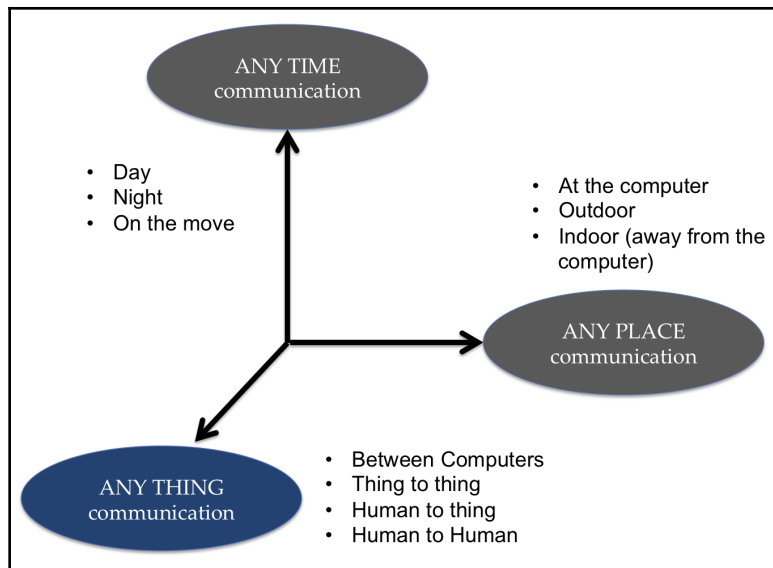 ANY TIME
communication
• Day
• Night
• On the move
• At the computer
• Outdoor
• Indoor (away from the
computer)
ANY PLACE
communication
ANY THING
communication
• Between Computers
• Thing to thing
• Human to thing
• Human to Human